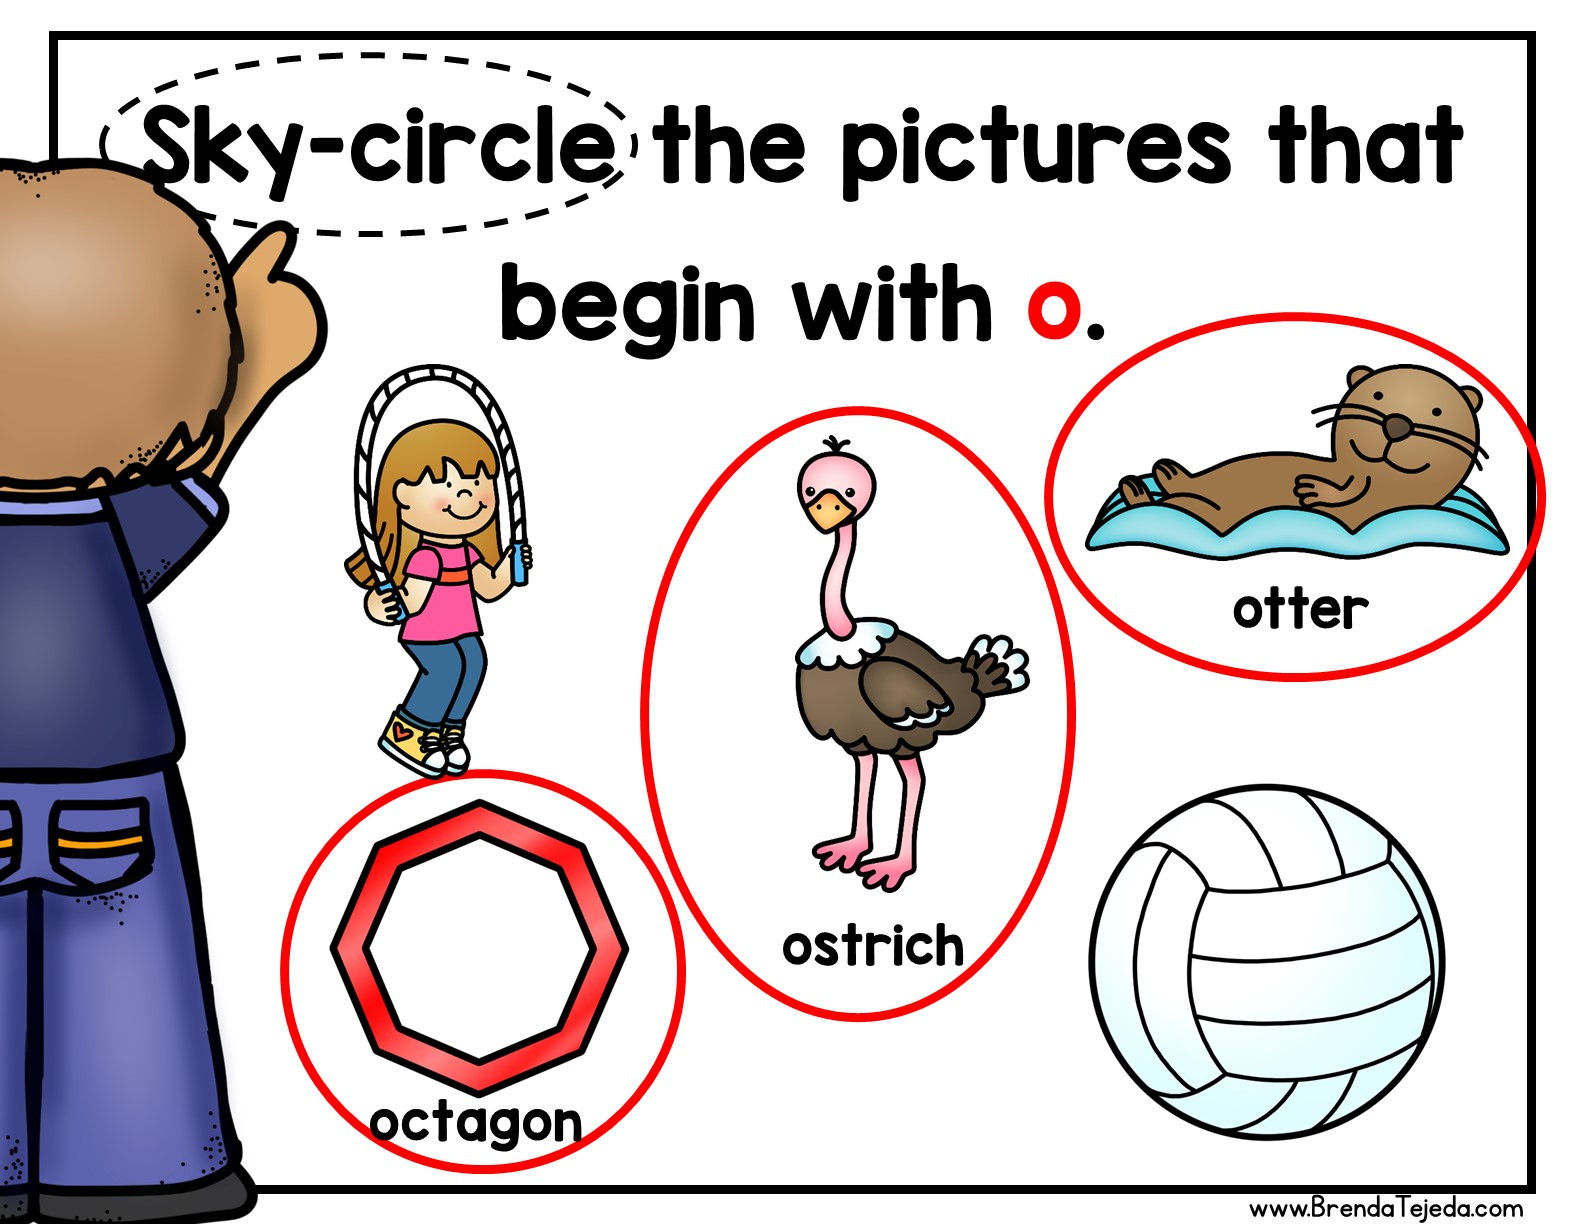 Sky-circle the pictures that
begin with o.
otter
ostrich
octagon
www.BrendaTejeda.com